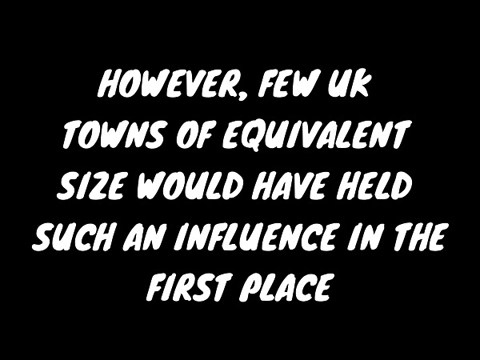 HOWEVER, FEW UK
TOWNS OF EQUIVALENT
SIZE WOULD HAVE HELD
SUCH AN INFLUENCE IN THE
FIRST PLACE